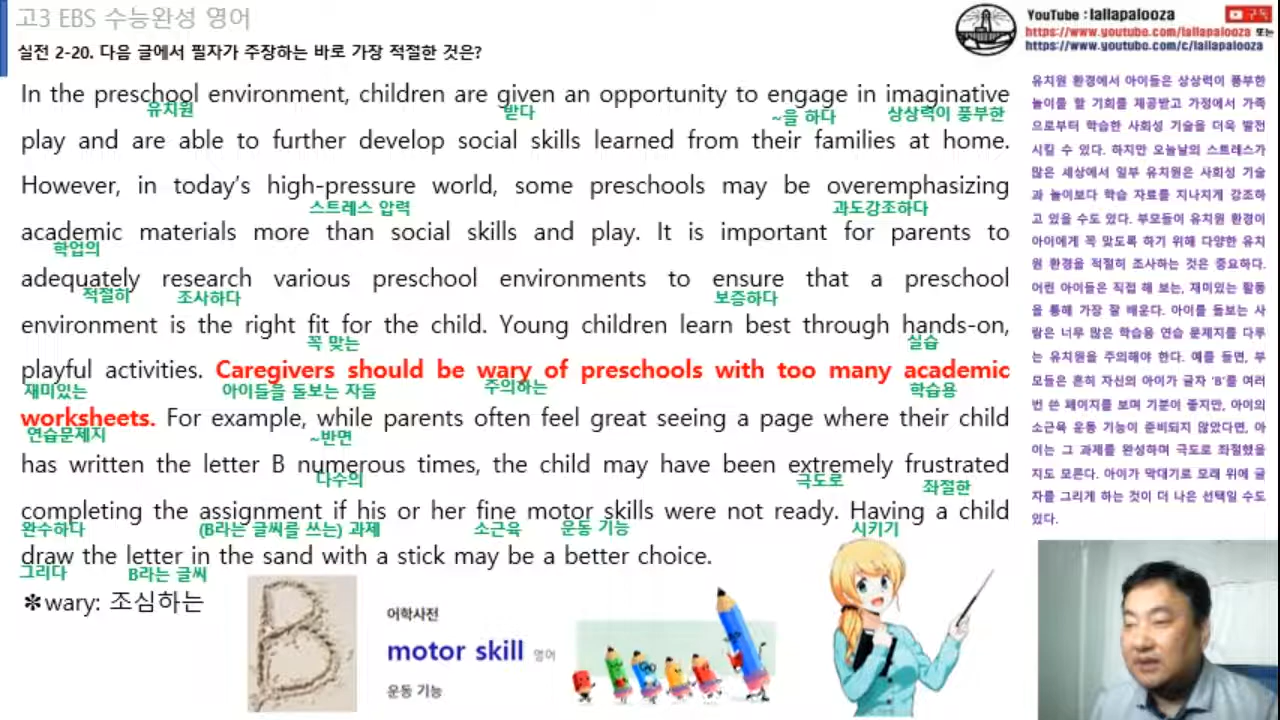 고3 EBS 수능완성 영어
실전 2-20. 다음 글에서 필자가 주장하는 바로 가장 적절한 것은?
YouTube : lallapalooza
구독
https://www.youtube.com/lallapalooza 또는
https://www.youtube.com/c/lallapalooza
In the preschool environment, children are given an opportunity to engage in imaginative
유치원 받다 ~을 하다 상상력이 풍부한
play and are able to further develop social skills learned from their families at home.
However, in today's high-pressure world, some preschools may be overemphasizing
스트레스 압력 과도강조하다
academic materials more than social skills and play. It is important for parents to
학업의
adequately research various preschool environments to ensure that a preschool
적절히 조사하다 보증하다
environment is the right fit for the child. Young children learn best through hands-on,
꼭 맞는 실습
playful activities. Caregivers should be wary of preschools with too many academic
재미있는 아이들을 돌보는 자들 주의하는 학습용
worksheets. For example, while parents often feel great seeing a page where their child
연습문제지 ~반면
has written the letter B numerous times, the child may have been extremely frustrated
다수의 극도로 좌절한
completing the assignment if his or her fine motor skills were not ready. Having a child
완수하다 (B라는 글씨를 쓰는) 과제 소근육 운동 기능 시키기
draw the letter in the sand with a stick may be a better choice.
그리다 B라는 글씨
✻wary: 조심하는
유치원 환경에서 아이들은 상상력이 풍부한
놀이를 할 기회를 제공받고 가정에서 가족
으로부터 학습한 사회성 기술을 더욱 발전
시킬 수 있다. 하지만 오늘날의 스트레스가
많은 세상에서 일부 유치원은 사회성 기술
과 놀이보다 학습 자료를 지나치게 강조하
고 있을 수도 있다. 부모들이 유치원 환경이
아이에게 꼭 맞도록 하기 위해 다양한 유치
원 환경을 적절히 조사하는 것은 중요하다.
어린 아이들은 직접 해 보는, 재미있는 활동
을 통해 가장 잘 배운다. 아이를 돌보는 사
람은 너무 많은 학습용 연습 문제지를 다루
는 유치원을 주의해야 한다. 예를 들면, 부
모들은 흔히 자신의 아이가 글자 'B'를 여러
번 쓴 페이지를 보며 기분이 좋지만, 아이의
소근육 운동 기능이 준비되지 않았다면, 아
이는 그 과제를 완성하며 극도로 좌절했을
지도 모른다. 아이가 막대기로 모래 위에 글
자를 그리게 하는 것이 더 나은 선택일 수도
있다.
B
어학사전
motor skill 영어
운동 기능